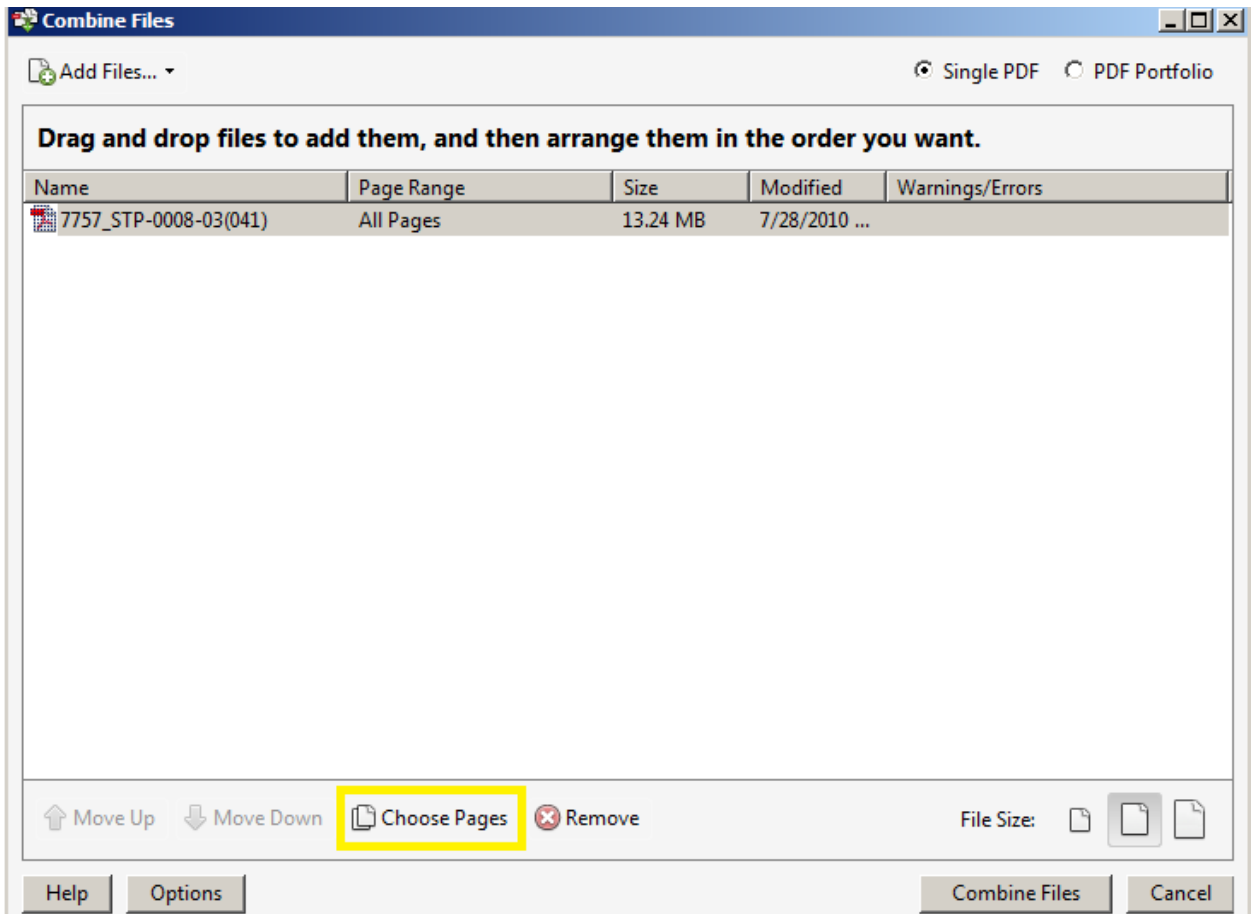 Combine Files
Add Files... Single PDF PDF Portfolio
Drag and drop files to add them, and then arrange them in the order you want.
Name Page Range Size Modified Warnings/Errors
7757_STP-0008-03(041) All Pages 13.24 MB 7/28/2010 ...
Move Up Move Down Choose Pages Remove File Size:
Help Options Combine Files Cancel